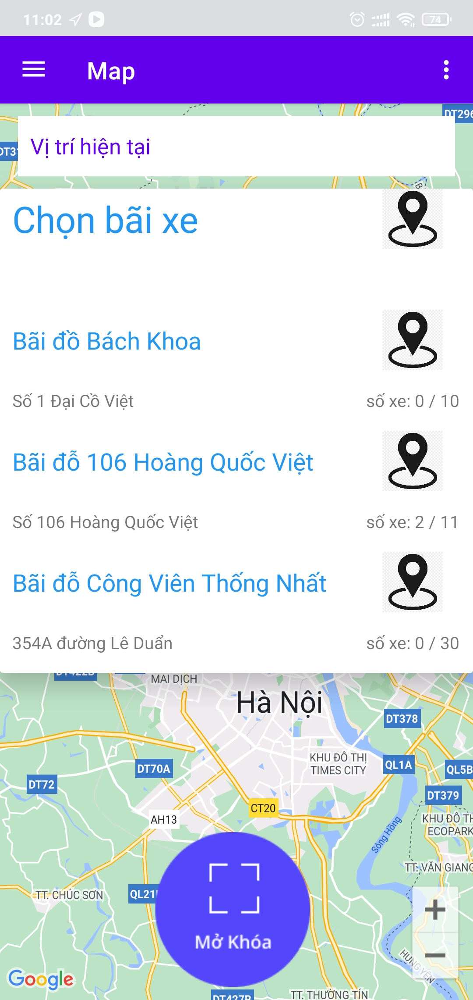 11:02
74
Map
DT296
Vị trí hiện tại
Chọn bãi xe
Bãi đồ Bách Khoa
Số 1 Đại Cồ Việt
số xe: 0 / 10
Bãi đỗ 106 Hoàng Quốc Việt
Số 106 Hoàng Quốc Việt
số xe: 2 / 11
Bãi đỗ Công Viên Thống Nhất
354A đường Lê Duẩn
số xe: 0 / 30
DT422B
MAI DỊCH
Hà Nội
DT378
KHU ĐÔ THỊ
TIMES CITY
QL1A
DT70A
QL5B
DT72
DT379
CT20
AH13
KHU ĐÔ TH
ECOPARK
Sông Hồng
TT. VĂN GIANG
TT. CHÚC SƠN
QL21
Mở Khóa
HƯNG YÊN
Google
TT. THƯỜNG TÍN
DT427B